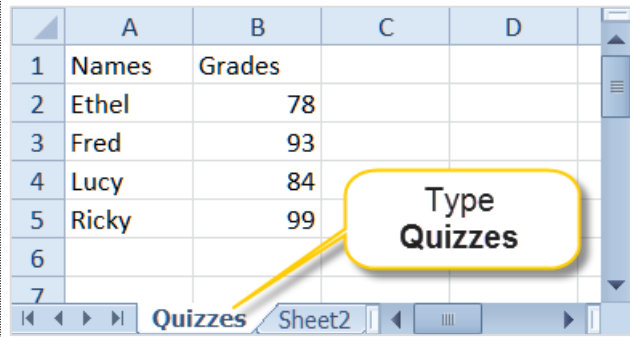 A B C D
1 Names Grades
2 Ethel 78
3 Fred 93
4 Lucy 84
5 Ricky 99
Type
Quizzes
6
7
Quizzes Sheet2